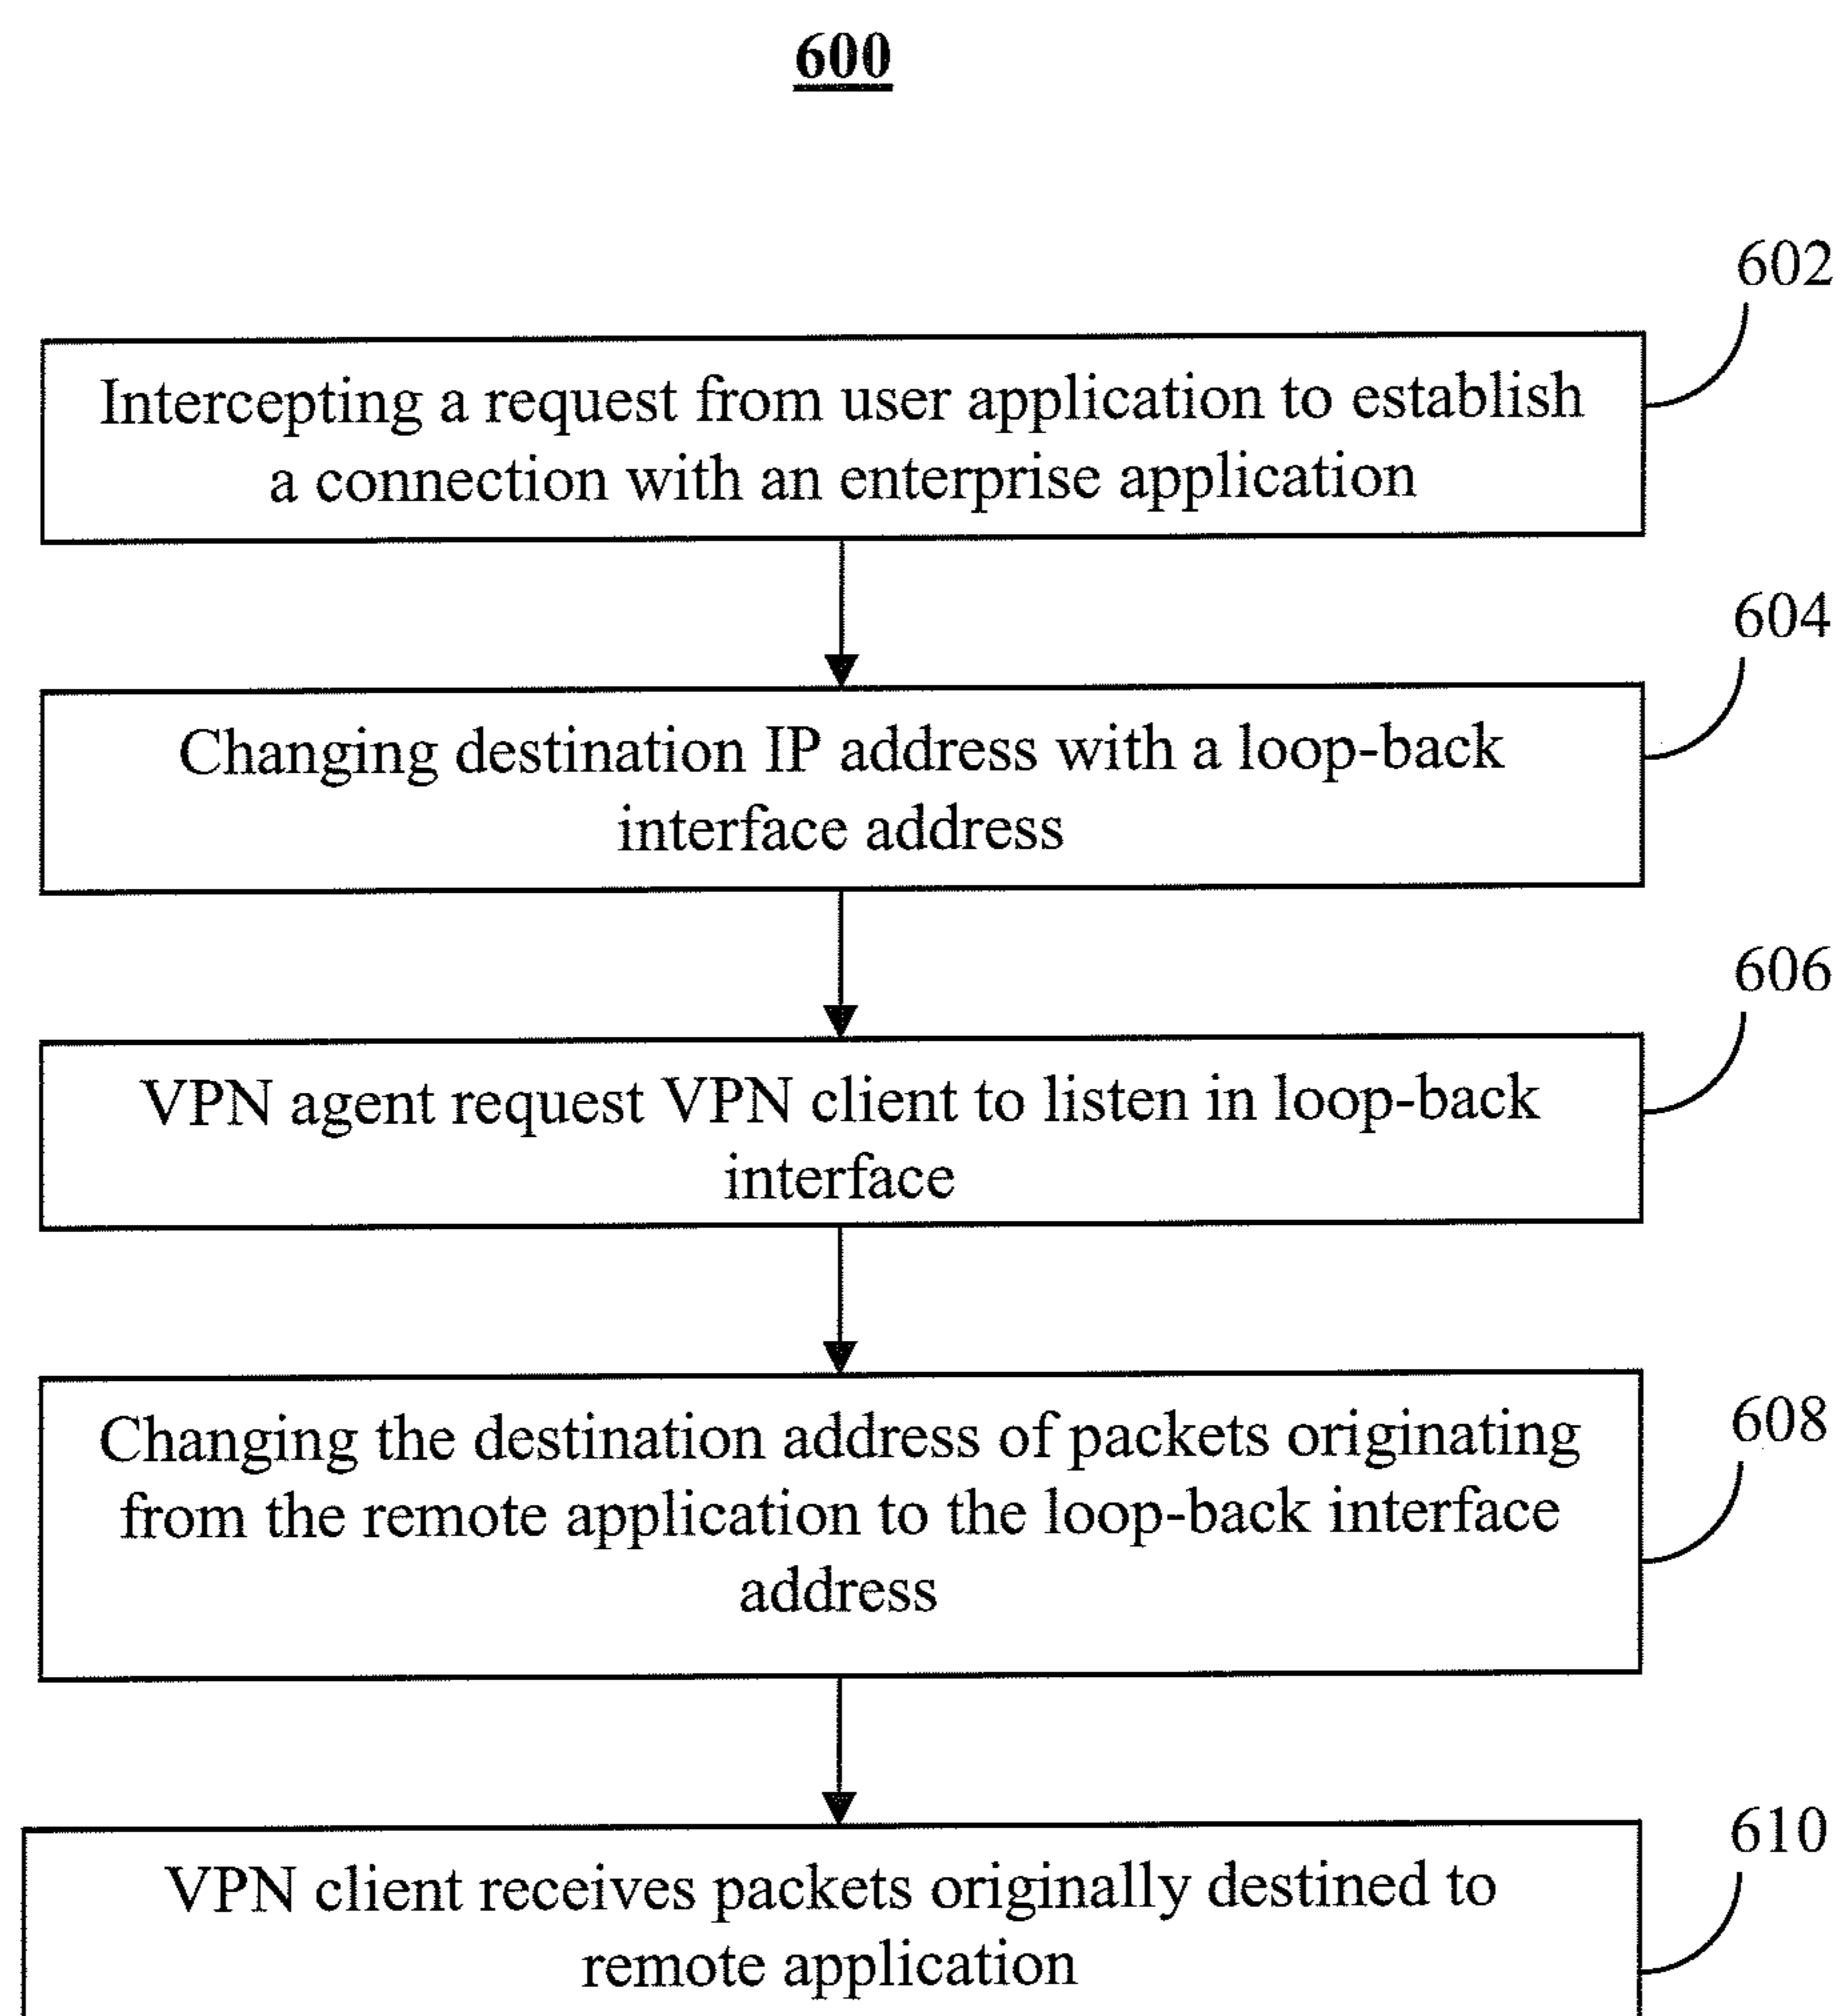 600
602
Intercepting a request from user application to establish
a connection with an enterprise application
604
Changing destination IP address with a loop-back
interface address
606
VPN agent request VPN client to listen in loop-back
interface
608
Changing the destination address of packets originating
from the remote application to the loop-back interface
address
610
VPN client receives packets originally destined to
remote application